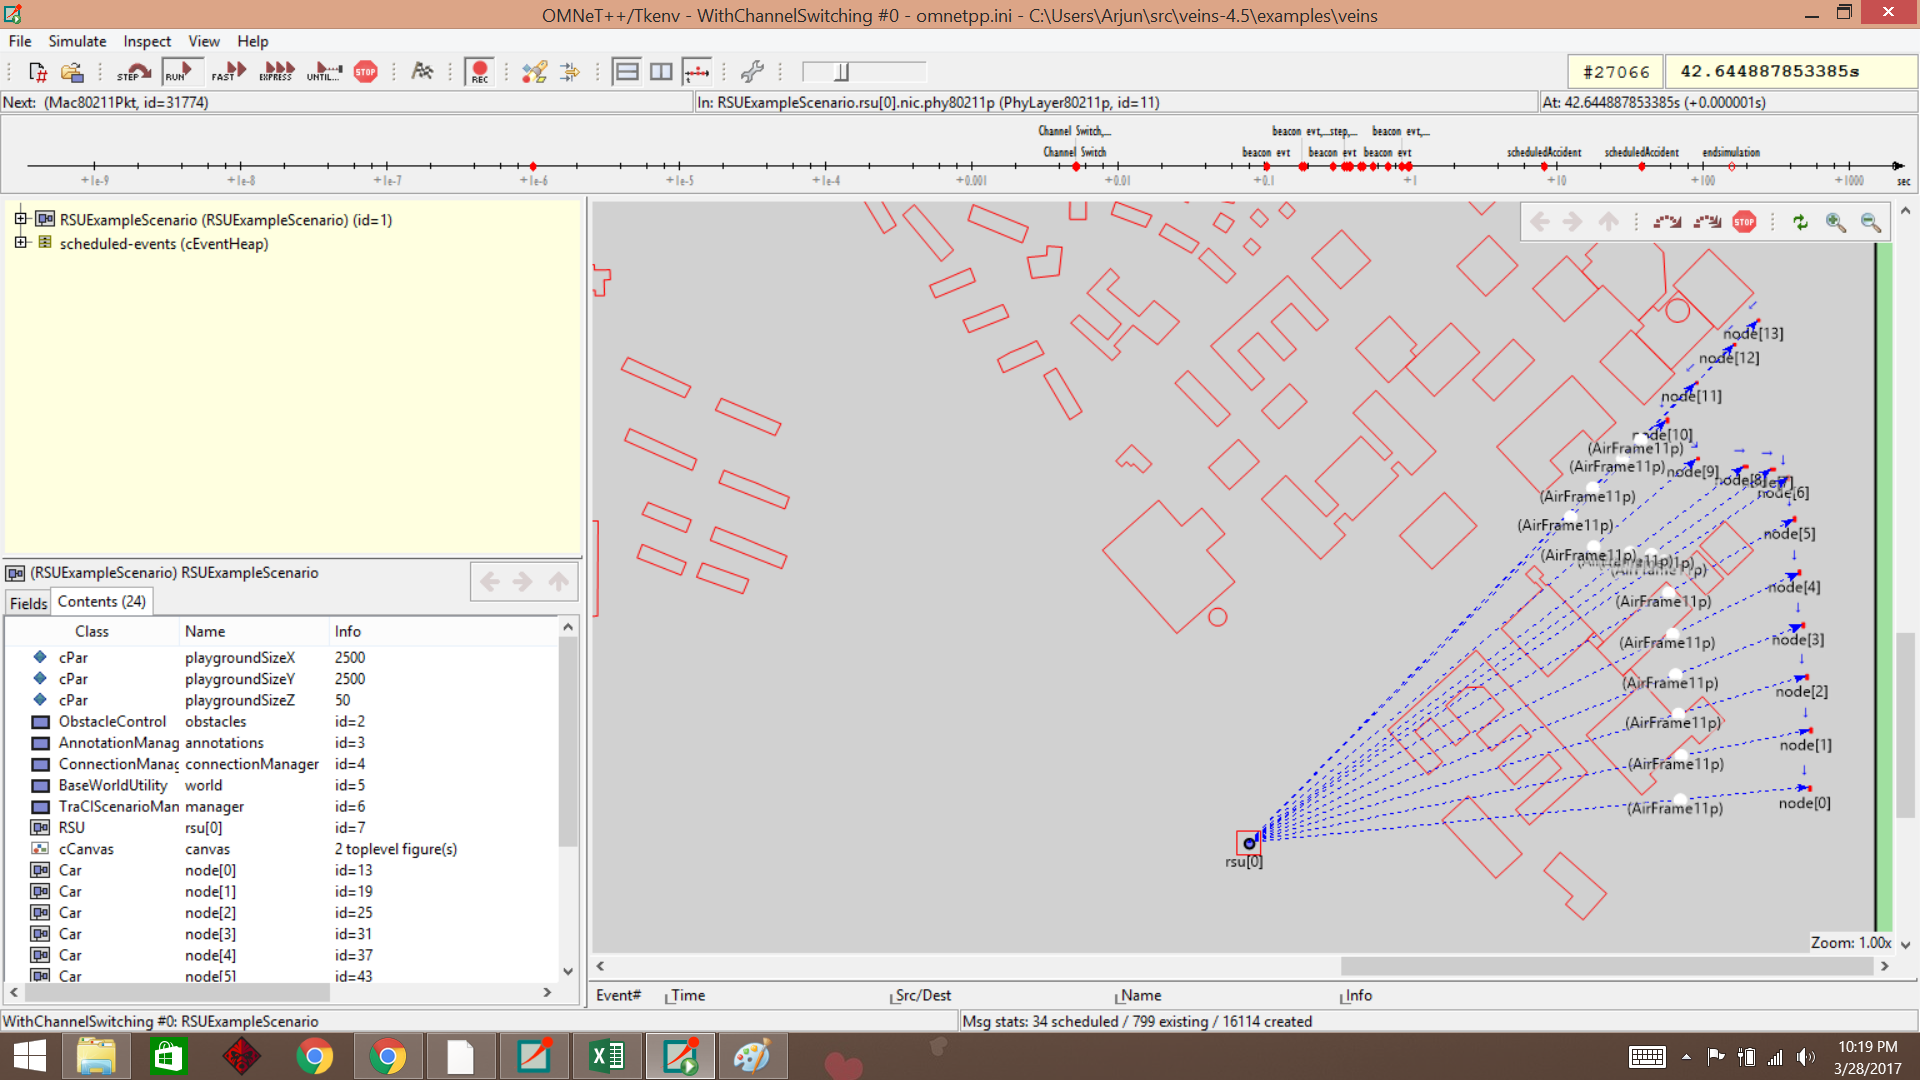 OMNeT++/Tkenv - WithChannelSwitching #0 - omnetpp.ini - C:\Users\Arjun\src\veins-4.5\examples\veins
File Simulate Inspect View Help
STEP RUN FAST EXPRESS UNTIL... STOP REC
#27066 42.644887853385s
Next: (Mac80211Pkt, id=31774) In: RSUExampleScenario.rsu[0].nic.phy80211p (PhyLayer80211p, id=11) At: 42.644887853385s (+0.000001s)
Channel Switch,... beacon evt,...step,... beacon evt,...
Channel Switch beacon evt beacon evt beacon evt scheduledAccident scheduledAccident endsimulation
+1e-9 +1e-8 +1e-7 +1e-6 +1e-5 +1e-4 +0.001 +0.01 +0.1 +1 +10 +100 +1000 sec
RSUExampleScenario (RSUExampleScenario) (id=1)
scheduled-events (cEventHeap)
(RSUExampleScenario) RSUExampleScenario
Fields Contents (24)
Class Name Info
cPar playgroundSizeX 2500
cPar playgroundSizeY 2500
cPar playgroundSizeZ 50
ObstacleControl obstacles id=2
AnnotationManag annotations id=3
ConnectionManag connectionManager id=4
BaseWorldUtility world id=5
TraCIScenarioMan manager id=6
RSU rsu[0] id=7
cCanvas canvas 2 toplevel figure(s)
Car node[0] id=13
Car node[1] id=19
Car node[2] id=25
Car node[3] id=31
Car node[4] id=37
Car node[5] id=43
STOP
node[13]
node[12]
node[11]
node[10]
(AirFrame11p)
(AirFrame11p) node[9]
node[6]
(AirFrame11p)
(AirFrame11p)
node[5]
(AirFrame11p)
node[4]
(AirFrame11p)
node[3]
(AirFrame11p)
(AirFrame11p)
node[2]
(AirFrame11p)
node[1]
(AirFrame11p)
node[0]
(AirFrame11p)
rsu[0]
Zoom: 1.00x
Event# Time Src/Dest Name Info
WithChannelSwitching #0: RSUExampleScenario Msg stats: 34 scheduled / 799 existing / 16114 created
10:19 PM
3/28/2017